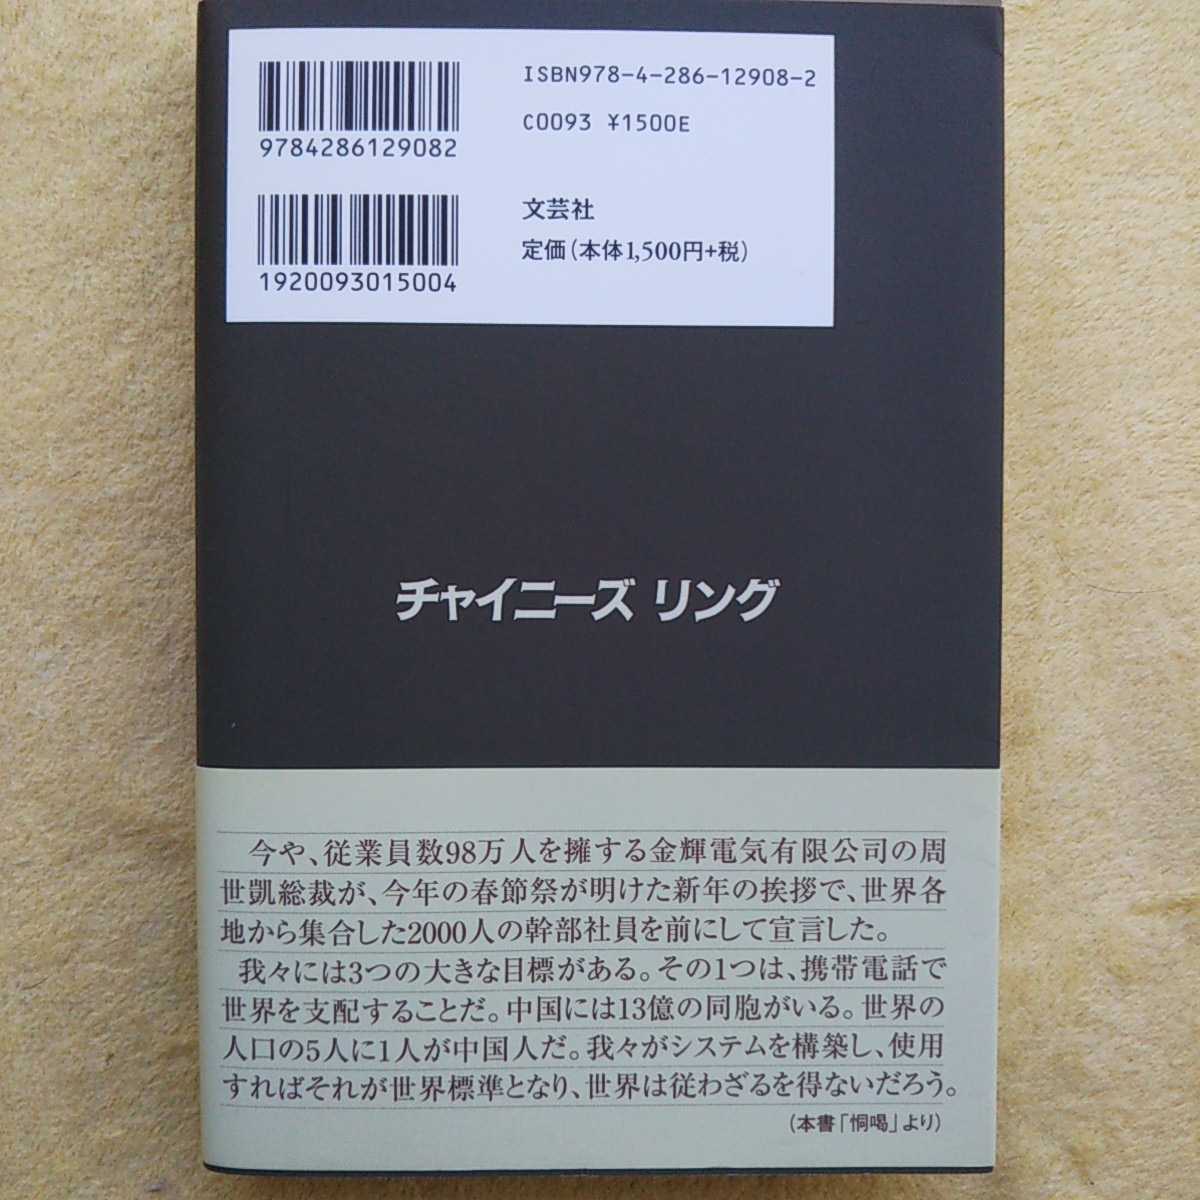 ISBN978-4-286-12908-2
C0093 ¥1500E
9784286129082
文芸社
定価(本体1,500円+税)
1920093015004
チャイニーズ リング
今や、従業員数98万人を擁する金輝電気有限公司の周
世凱総裁が、今年の春節祭が明けた新年の挨拶で、世界各
地から集合した2000人の幹部社員を前にして宣言した。
我々には3つの大きな目標がある。その1つは、携帯電話で
世界を支配することだ。中国には13億の同胞がいる。世界の
人口の5人に1人が中国人だ。我々がシステムを構築し、使用
すればそれが世界標準となり、世界は従わざるを得ないだろう。
(本書「恫喝」より)